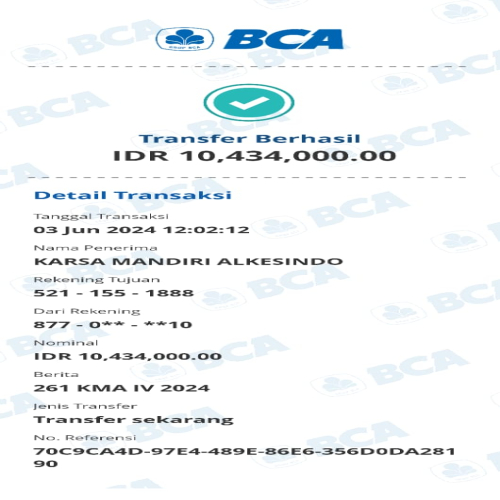 BCA
Transfer Berhasil
IDR 10,434,000.00
Detail Transaksi
Tanggal Transaksi
03 Jun 2024 12:02:12
Nama Penerima
KARSA MANDIRI ALKESINDO
Rekening Tujuan
521 - 155 - 1888
Dari Rekening
877 - 0** - **10
Nominal
IDR 10,434,000.00
Berita
261 KMA IV 2024
Jenis Transfer
Transfer sekarang
No. Referensi
70C9CA4D-97E4-489E-86E6-356D0DA281
90